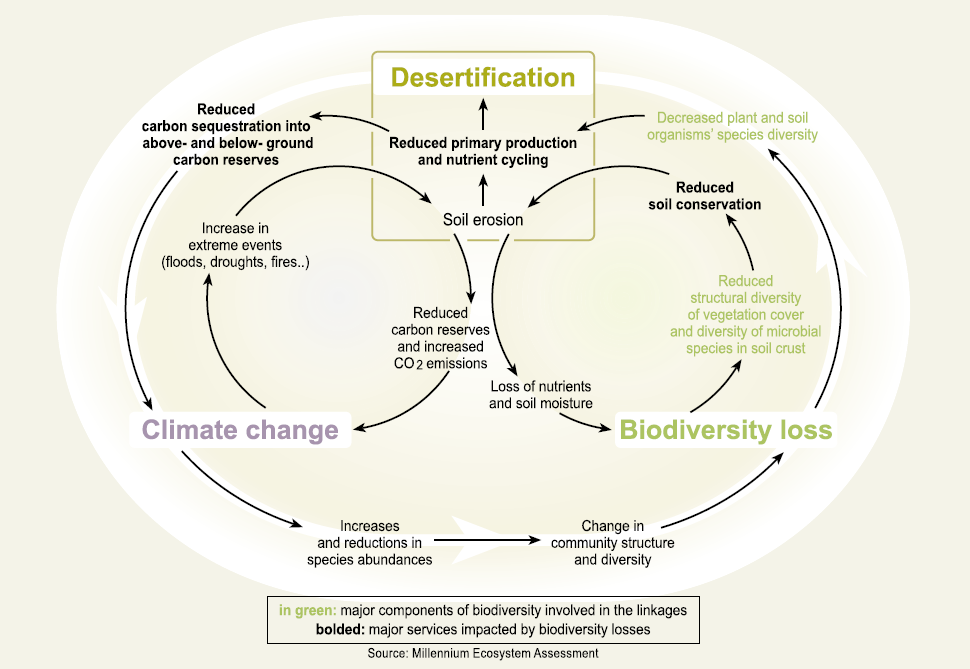 Desertification
Reduced
carbon sequestration into
above- and below- ground
carbon reserves
Reduced primary production
and nutrient cycling
Decreased plant and soil
organisms' species diversity
Reduced
soil conservation
Soil erosion
Increase in
extreme events
(floods, droughts, fires..)
Reduced
structural diversity
of vegetation cover
and diversity of microbial
species in soil crust
Reduced
carbon reserves
and increased
CO2 emissions
Loss of nutrients
and soil moisture
Climate change
Biodiversity loss
Increases
and reductions in
species abundances
Change in
community structure
and diversity
in green: major components of biodiversity involved in the linkages
bolded: major services impacted by biodiversity losses
Source: Millennium Ecosystem Assessment